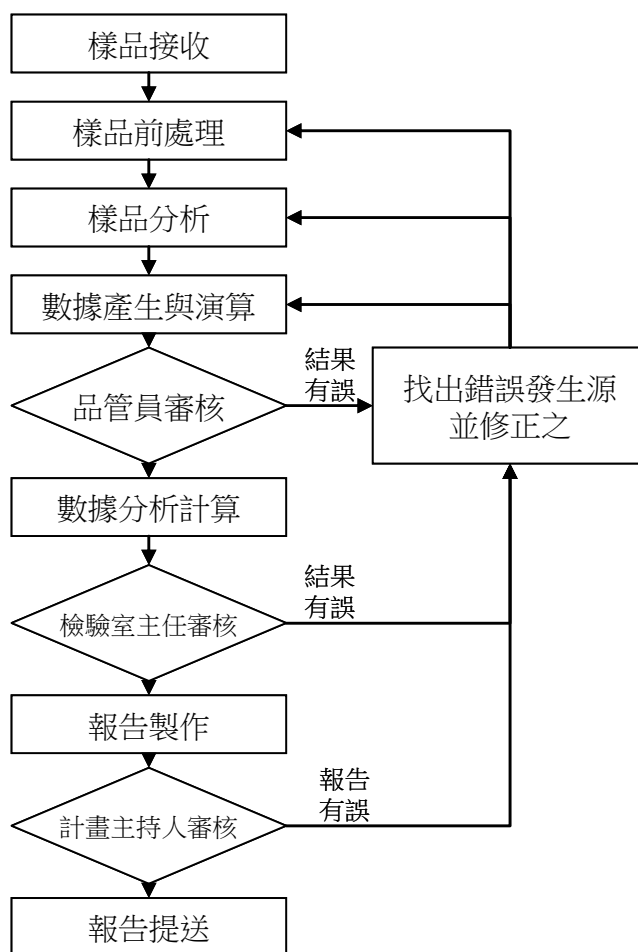 樣品接收
樣品前處理
樣品分析
數據產生與演算
品管員審核
結果
有誤
找出錯誤發生源
並修正之
數據分析計算
檢驗室主任審核
結果
有誤
報告製作
計畫主持人審核
報告
有誤
報告提送